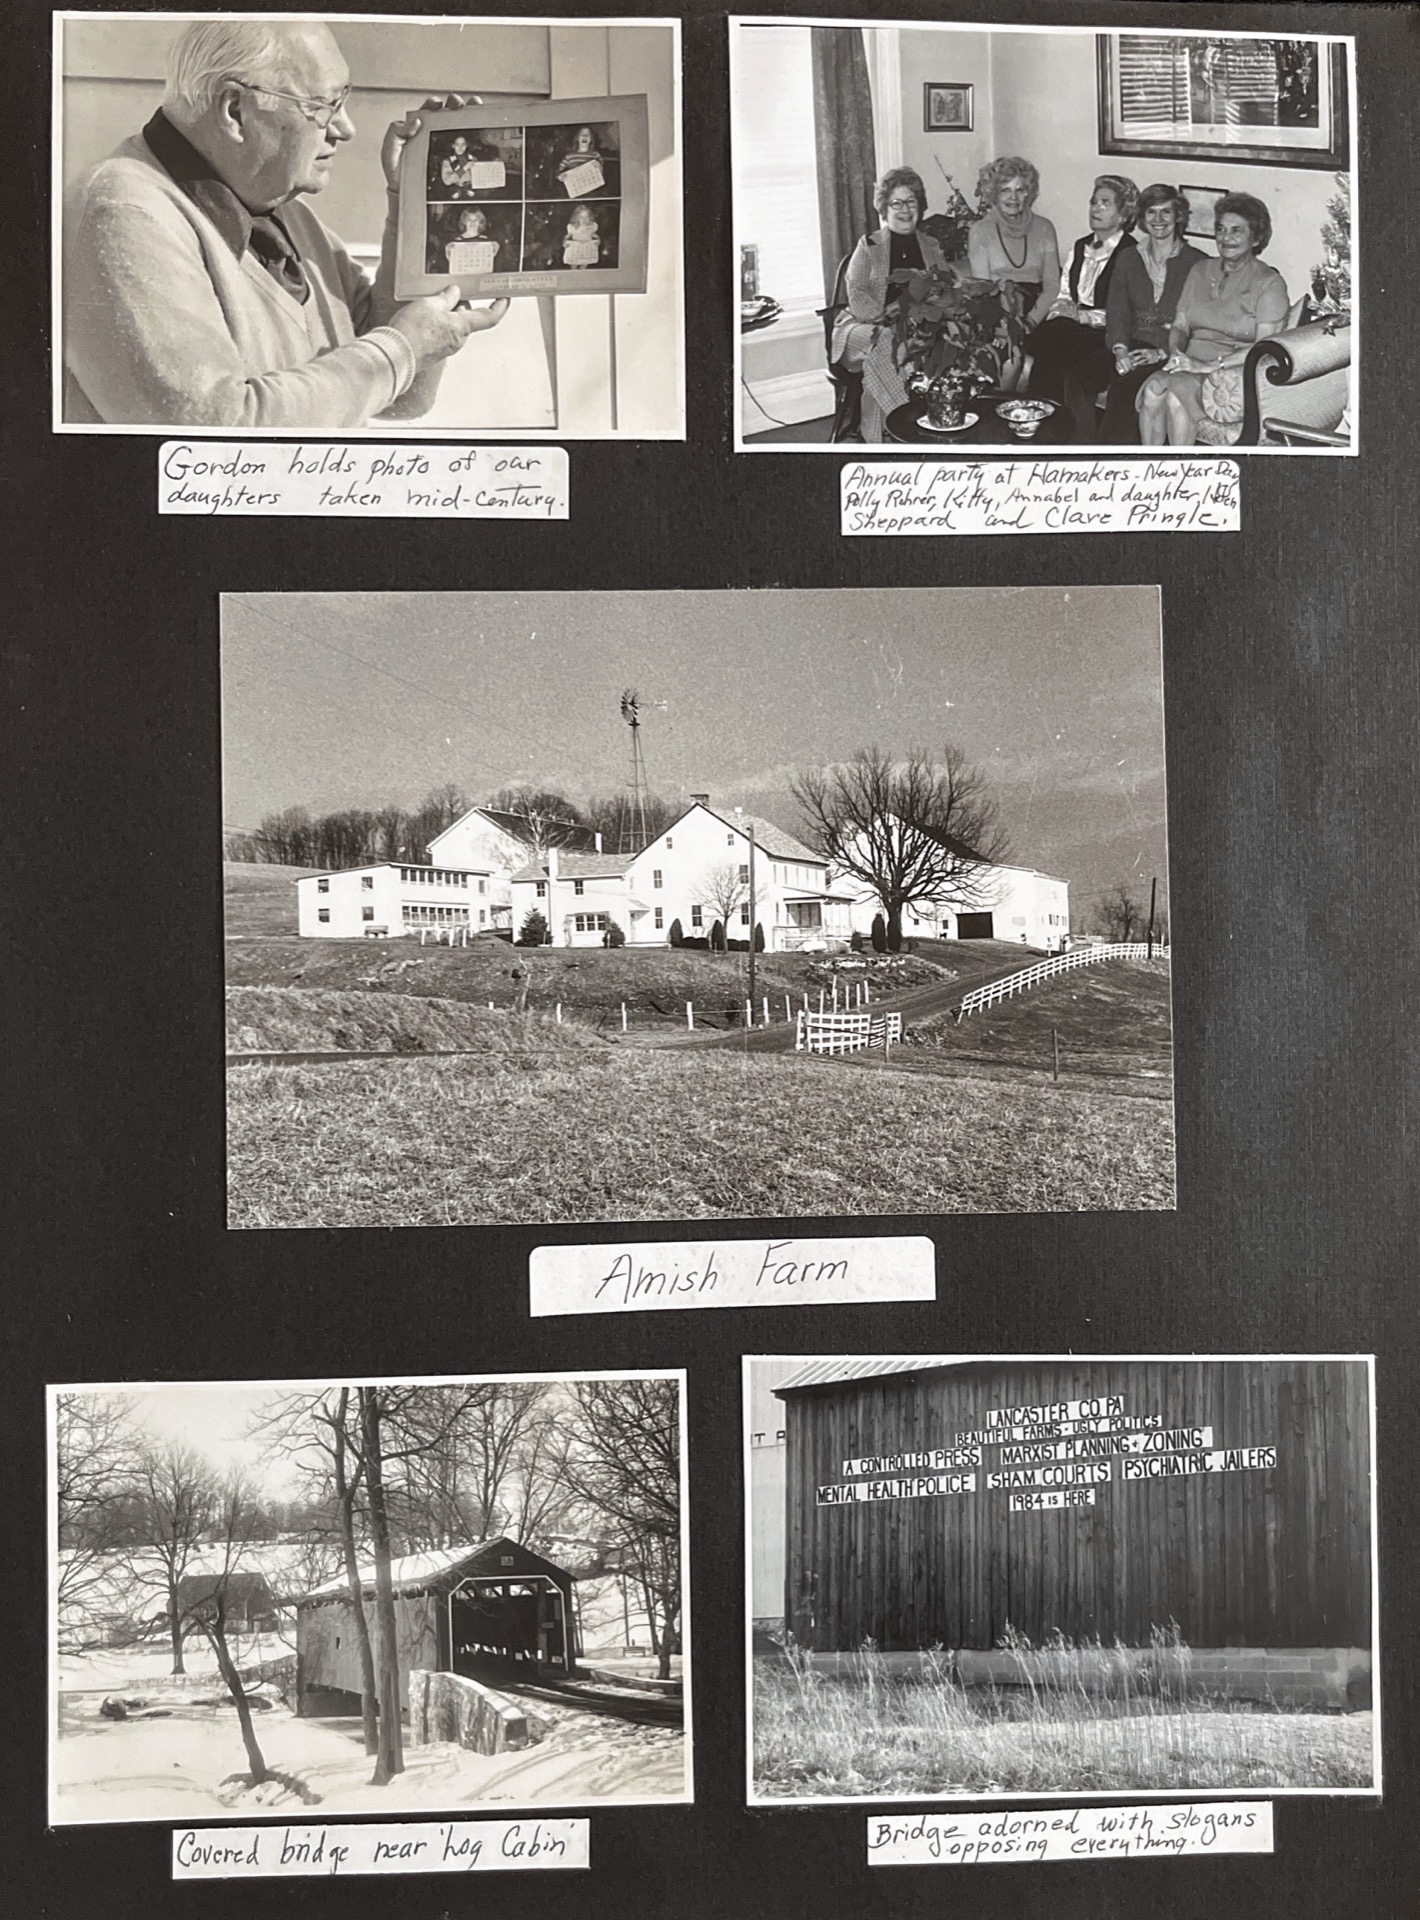 Gordon holds photo of our
daughters taken mid-century.
Annual party at Hamakers - New Year Day
Polly Rohrer, Kitty, Annabel and daughter,
Sheppard and Clare Pringle.
Amish Farm
LANCASTER CO. PA
BEAUTIFUL FARMS - UGLY POLITICS
A CONTROLLED PRESS MARXIST PLANNING + ZONING
MENTAL HEALTH POLICE SHAM COURTS PSYCHIATRIC JAILERS
1984 IS HERE
Covered bridge near 'Log Cabin'
Bridge adorned with slogans
opposing everything.